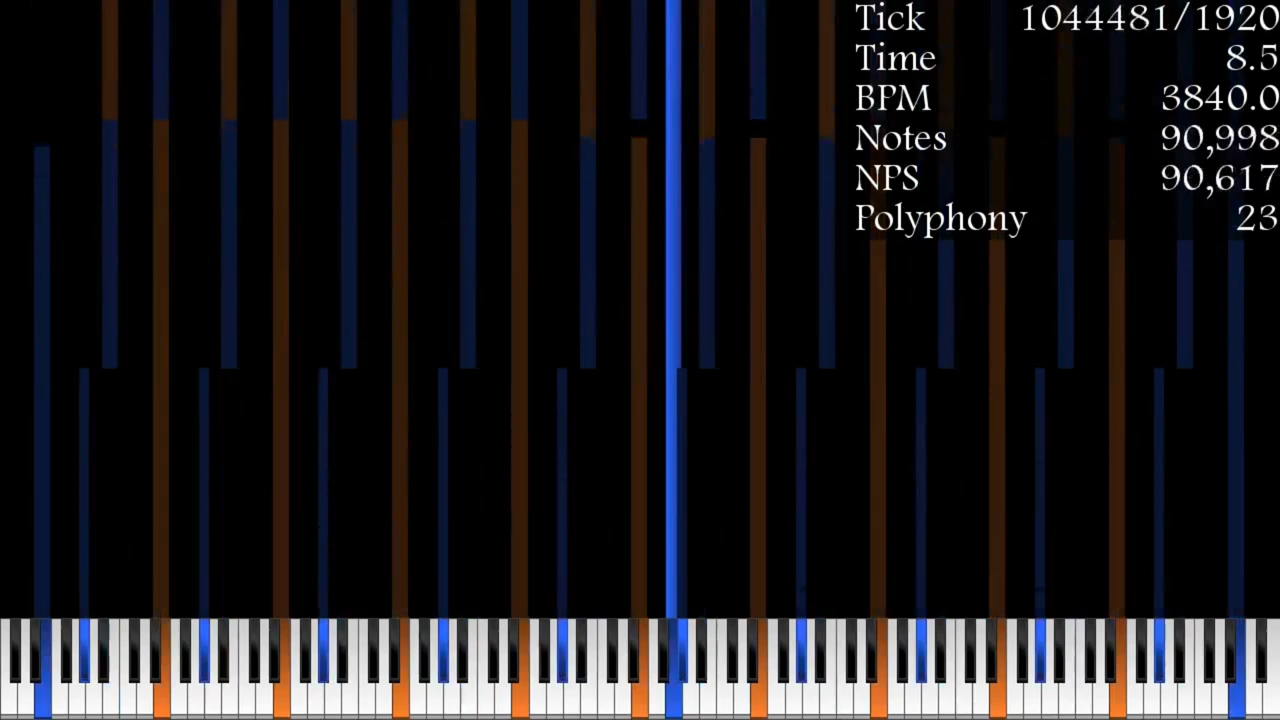 Tick 1044481/1920
Time 8.5
BPM 3840.0
Notes 90,998
NPS 90,617
Polyphony 23